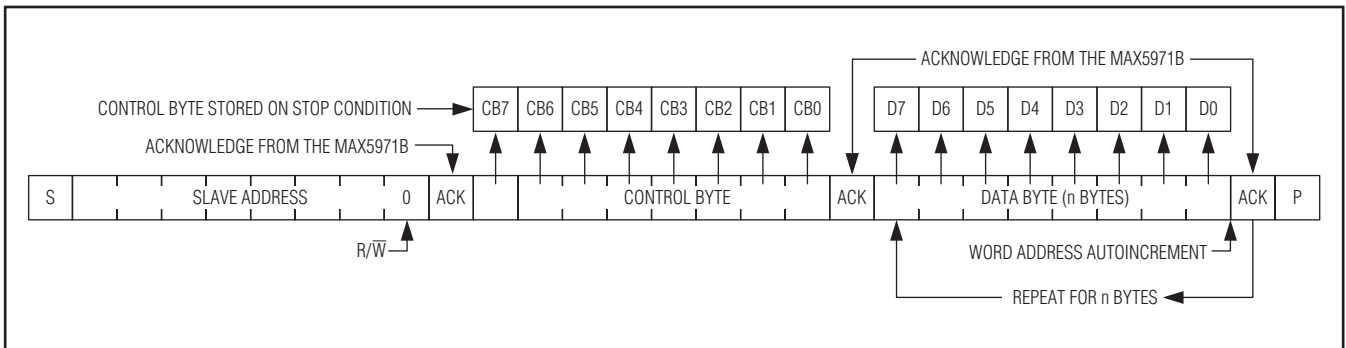 ACKNOWLEDGE FROM THE MAX5971B
CONTROL BYTE STORED ON STOP CONDITION CB7 CB6 CB5 CB4 CB3 CB2 CB1 CB0 D7 D6 D5 D4 D3 D2 D1 D0
ACKNOWLEDGE FROM THE MAX5971B
S SLAVE ADDRESS 0 ACK CONTROL BYTE ACK DATA BYTE (n BYTES) ACK P
R/W̅ WORD ADDRESS AUTOINCREMENT
REPEAT FOR n BYTES